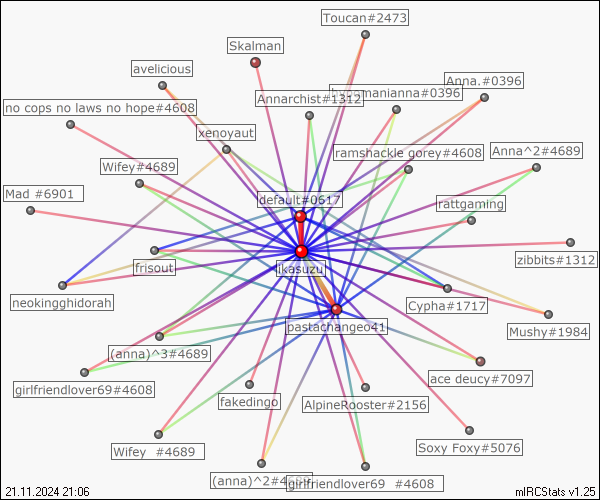 Toucan#2473
Skalman
avelicious
Anna.#0396
manianna#0396
Annarchist#1312
no cops no laws no hope#4608
xenoyaut
ramshackle gorey#4608
Anna^2#4689
Wifey#4689
Mad #6901
default#0617
rattgaming
zibbits#1312
frisout
ikasuzu
neokingghidorah
Cypha#1717
pastachangeo41
Mushy#1984
(anna)^3#4689
ace deucy#7097
girlfriendlover69#4608
fakedingo
AlpineRooster#2156
Soxy Foxy#5076
Wifey  #4689
(anna)^2#4689
girlfriendlover69  #4608
21.11.2024 21:06
mIRCStats v1.25